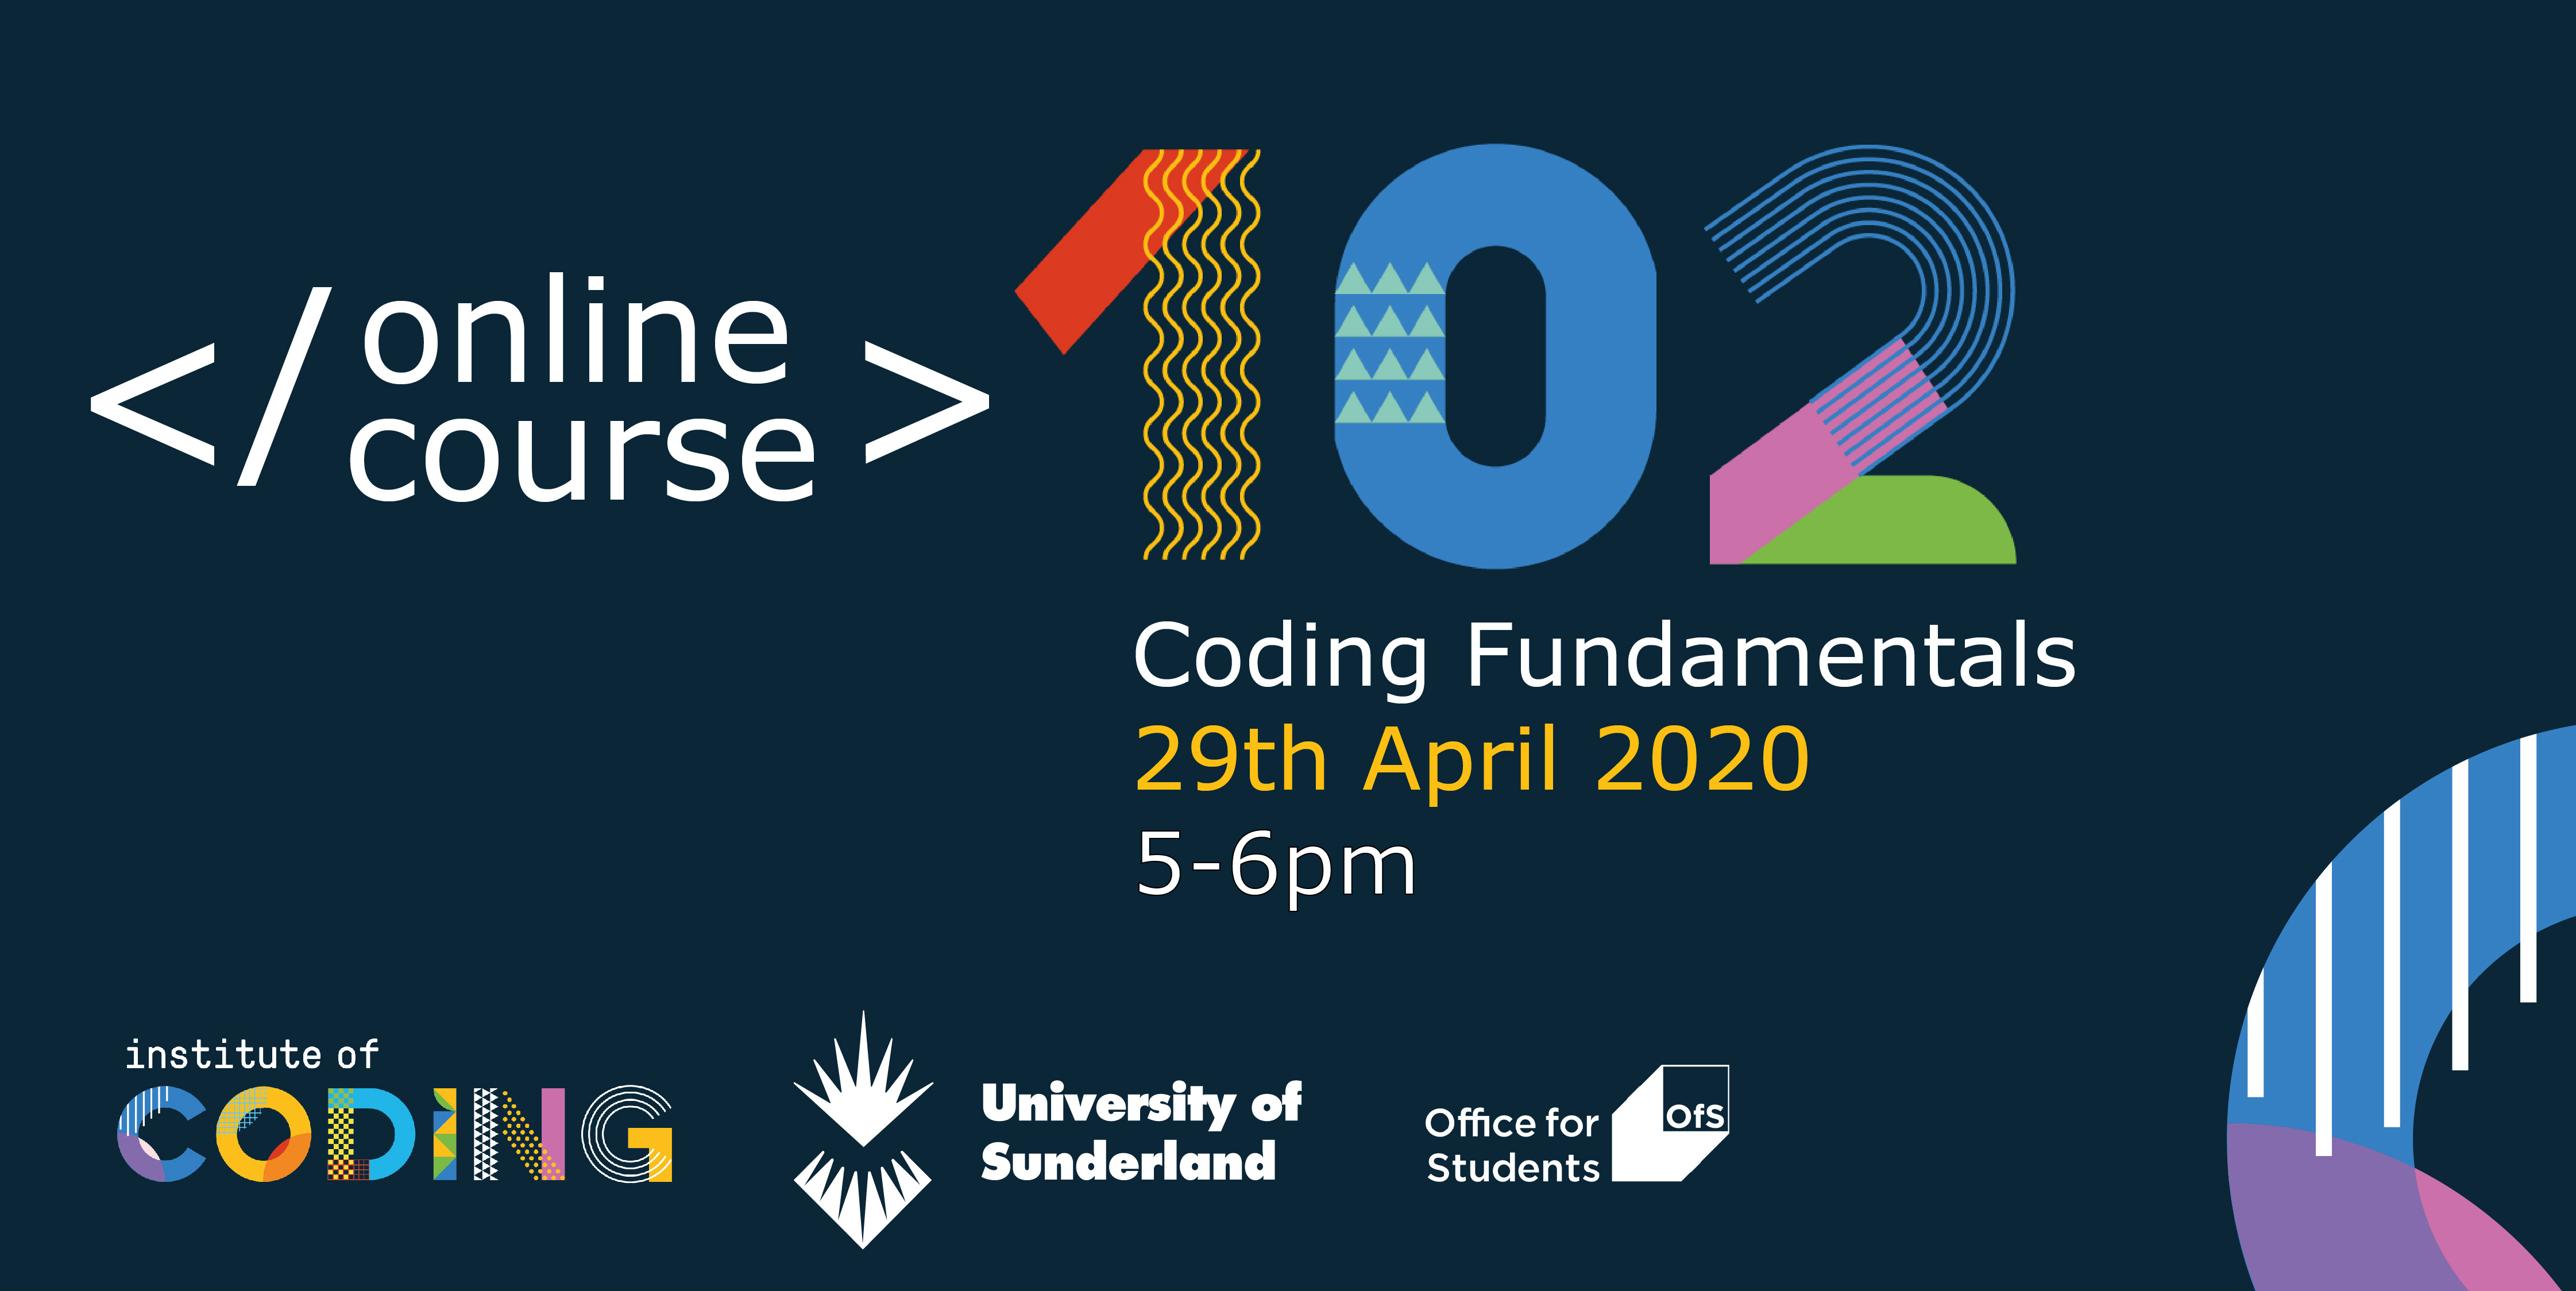 </ online
course >
102
Coding Fundamentals
29th April 2020
5-6pm
institute of
CODiNG
University of
Sunderland
Office for
Students
OfS